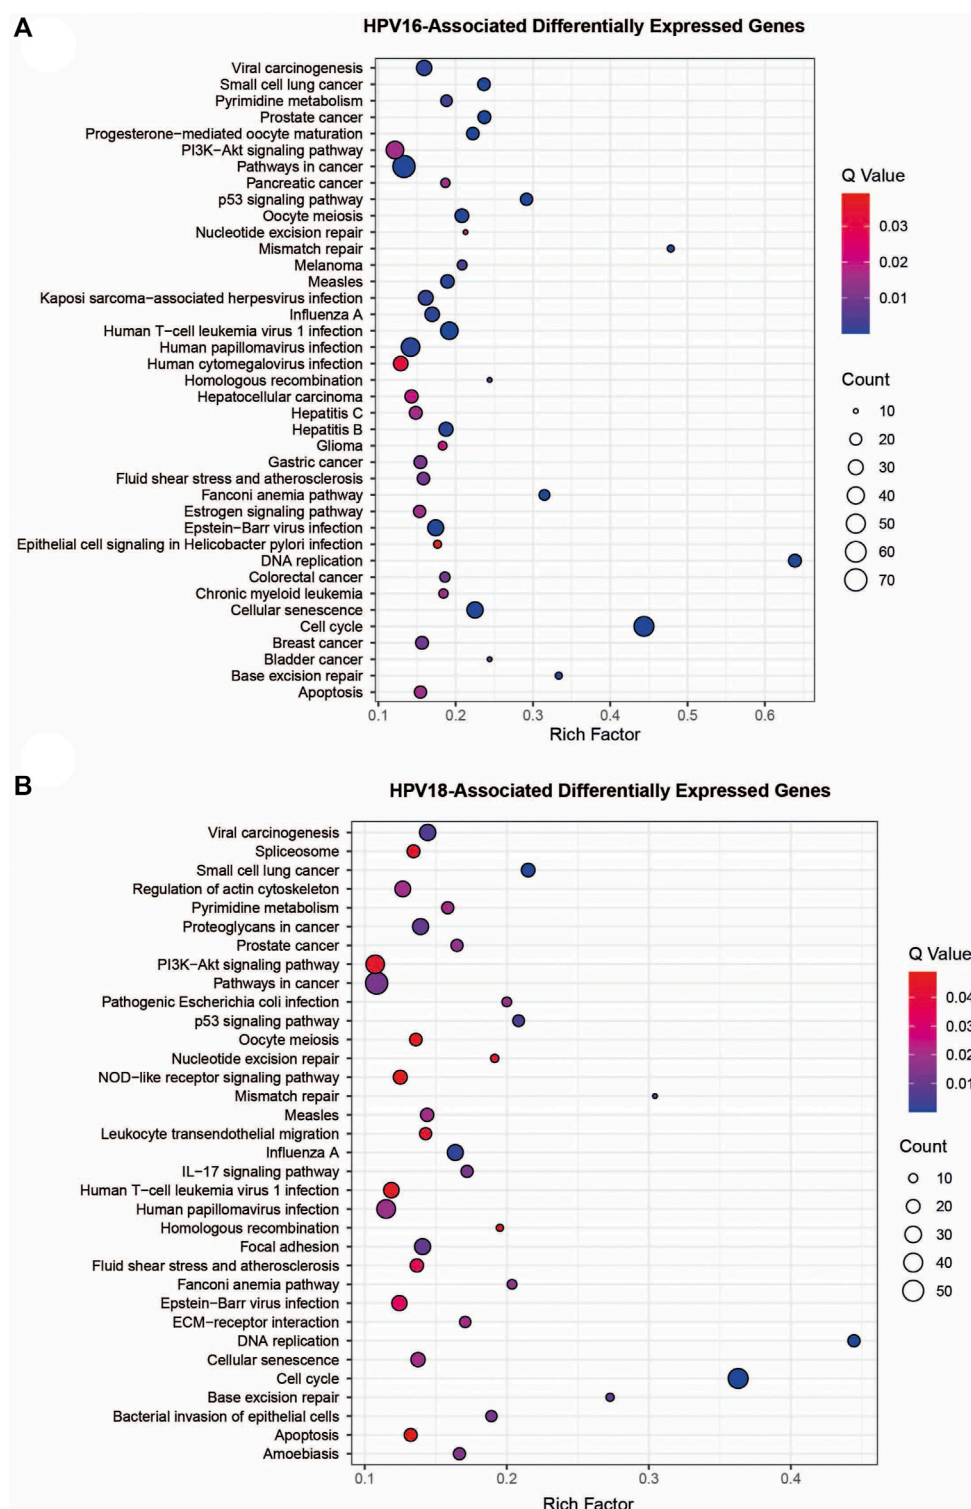 A
HPV16-Associated Differentially Expressed Genes
Viral carcinogenesis
Small cell lung cancer
Pyrimidine metabolism
Prostate cancer
Progesterone−mediated oocyte maturation
PI3K−Akt signaling pathway
Pathways in cancer
Pancreatic cancer
p53 signaling pathway
Oocyte meiosis
Nucleotide excision repair
Mismatch repair
Melanoma
Measles
Kaposi sarcoma−associated herpesvirus infection
Influenza A
Human T−cell leukemia virus 1 infection
Human papillomavirus infection
Human cytomegalovirus infection
Homologous recombination
Hepatocellular carcinoma
Hepatitis C
Hepatitis B
Glioma
Gastric cancer
Fluid shear stress and atherosclerosis
Fanconi anemia pathway
Estrogen signaling pathway
Epstein−Barr virus infection
Epithelial cell signaling in Helicobacter pylori infection
DNA replication
Colorectal cancer
Chronic myeloid leukemia
Cellular senescence
Cell cycle
Breast cancer
Bladder cancer
Base excision repair
Apoptosis
0.1 0.2 0.3 0.4 0.5 0.6
Rich Factor
Q Value
0.03
0.02
0.01
Count
10
20
30
40
50
60
70
B
HPV18-Associated Differentially Expressed Genes
Viral carcinogenesis
Spliceosome
Small cell lung cancer
Regulation of actin cytoskeleton
Pyrimidine metabolism
Proteoglycans in cancer
Prostate cancer
PI3K−Akt signaling pathway
Pathways in cancer
Pathogenic Escherichia coli infection
p53 signaling pathway
Oocyte meiosis
Nucleotide excision repair
NOD−like receptor signaling pathway
Mismatch repair
Measles
Leukocyte transendothelial migration
Influenza A
IL−17 signaling pathway
Human T−cell leukemia virus 1 infection
Human papillomavirus infection
Homologous recombination
Focal adhesion
Fluid shear stress and atherosclerosis
Fanconi anemia pathway
Epstein−Barr virus infection
ECM−receptor interaction
DNA replication
Cellular senescence
Cell cycle
Base excision repair
Bacterial invasion of epithelial cells
Apoptosis
Amoebiasis
0.1 0.2 0.3 0.4
Rich Factor
Q Value
0.04
0.03
0.02
0.01
Count
10
20
30
40
50